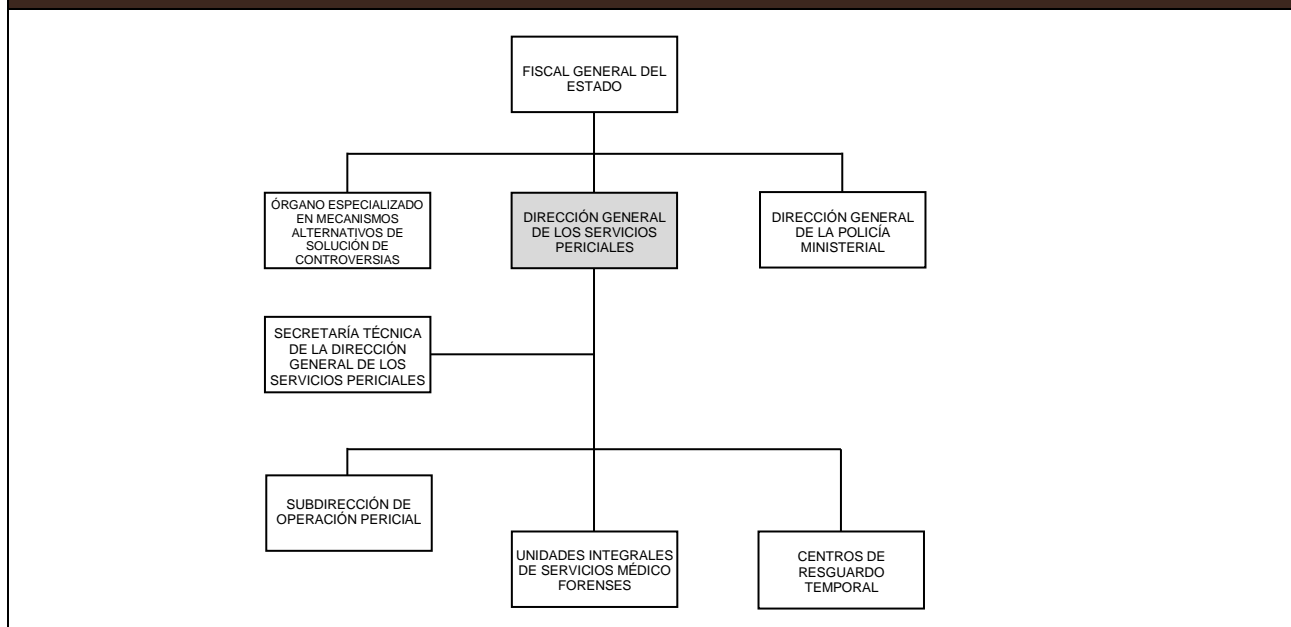 FISCAL GENERAL DEL
ESTADO
ÓRGANO ESPECIALIZADO
EN MECANISMOS
ALTERNATIVOS DE
SOLUCIÓN DE
CONTROVERSIAS
DIRECCIÓN GENERAL
DE LOS SERVICIOS
PERICIALES
DIRECCIÓN GENERAL
DE LA POLICÍA
MINISTERIAL
SECRETARÍA TÉCNICA
DE LA DIRECCIÓN
GENERAL DE LOS
SERVICIOS PERICIALES
SUBDIRECCIÓN DE
OPERACIÓN PERICIAL
UNIDADES INTEGRALES
DE SERVICIOS MÉDICO
FORENSES
CENTROS DE
RESGUARDO
TEMPORAL